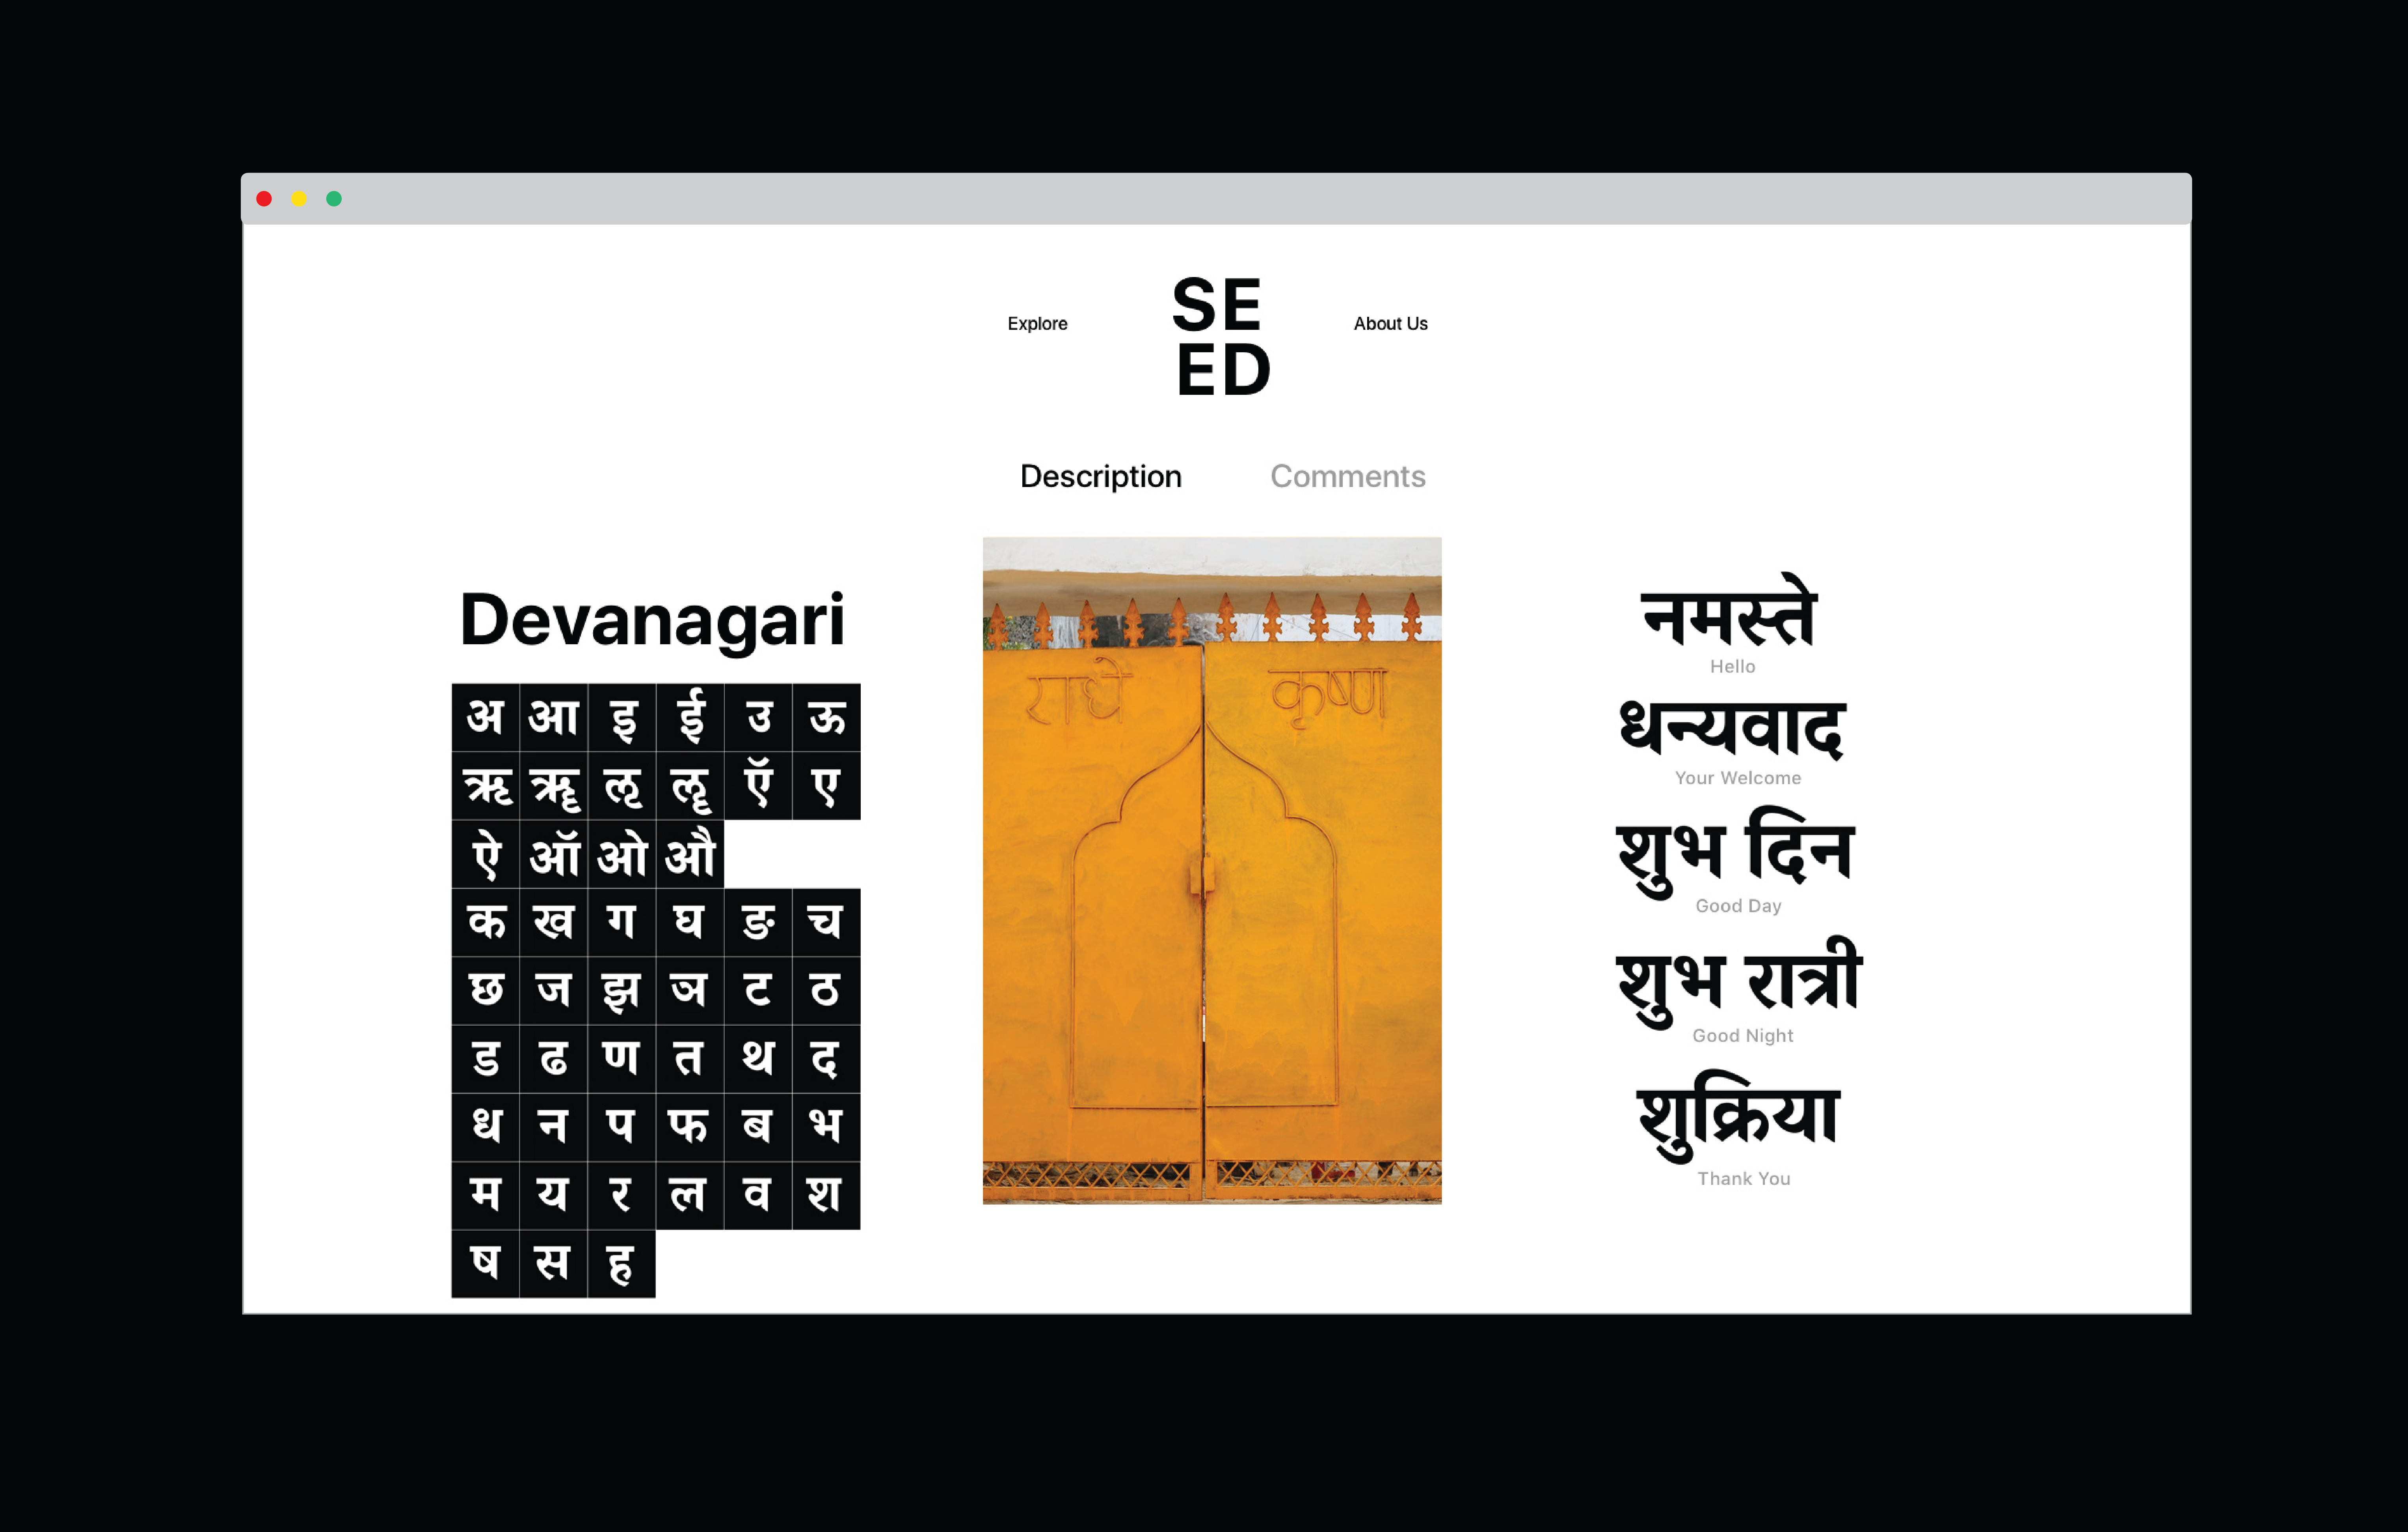 SE
ED
Explore
About Us
Description
Comments
Devanagari
अ आ इ ई उ ऊ
ऋ ॠ ऌ ॡ ऍ ए
ऐ ऑ ओ औ
क ख ग घ ङ च
छ ज झ ञ ट ठ
ड ढ ण त थ द
ध न प फ ब भ
म य र ल व श
ष स ह
राधे कृष्ण
नमस्ते
Hello
धन्यवाद
Your Welcome
शुभ दिन
Good Day
शुभ रात्री
Good Night
शुक्रिया
Thank You